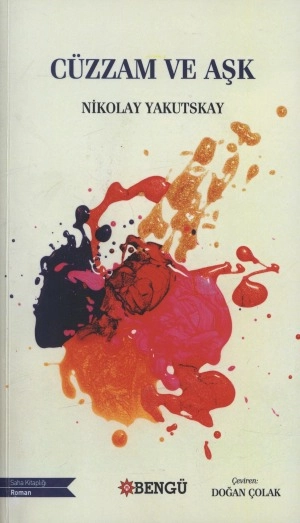 CÜZZAM VE AŞK
NİKOLAY YAKUTSKAY
Saha Kitaplığı
Roman
BENGÜ
Çeviren:
DOĞAN ÇOLAK